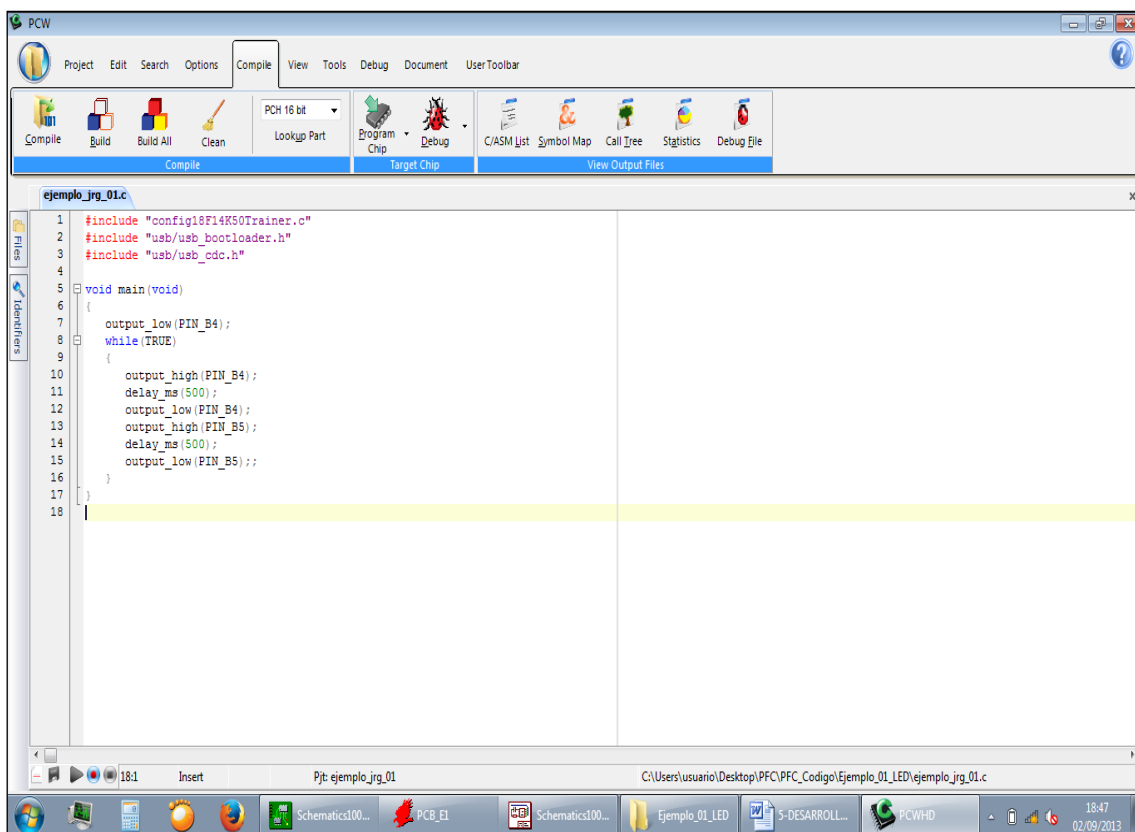 PCW
Project Edit Search Options Compile View Tools Debug Document User Toolbar
Compile Build Build All Clean PCH 16 bit Lookup Part Program Chip Debug C/ASM List Symbol Map Call Tree Statistics Debug File
Compile Target Chip View Output Files
ejemplo_jrg_01.c x
Files
Identifiers
1 #include "config18F14K50Trainer.c"
2 #include "usb/usb_bootloader.h"
3 #include "usb/usb_cdc.h"
4
5 void main(void)
6 {
7 output_low(PIN_B4);
8 while(TRUE)
9 {
10 output_high(PIN_B4);
11 delay_ms(500);
12 output_low(PIN_B4);
13 output_high(PIN_B5);
14 delay_ms(500);
15 output_low(PIN_B5);;
16 }
17 }
18
18:1 Insert Pjt: ejemplo_jrg_01 C:\Users\usuario\Desktop\PFC\PFC_Codigo\Ejemplo_01_LED\ejemplo_jrg_01.c
Schematics100... PCB_E1 Schematics100... Ejemplo_01_LED 5-DESARROLL... PCWHD 18:47
02/09/2013